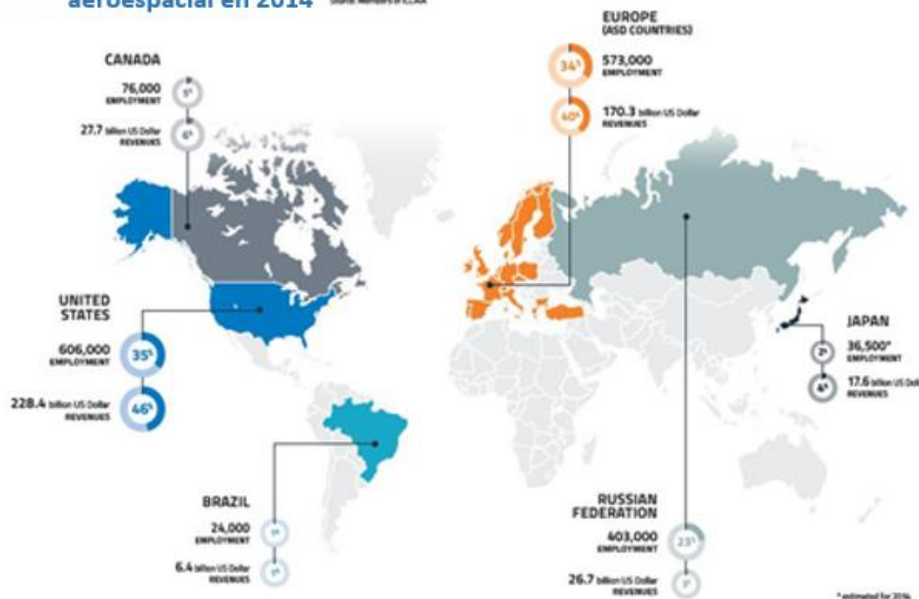 aeroespacial en 2014
EUROPE
(ASD COUNTRIES)
34%
573,000
EMPLOYMENT
40%
170.3 billion US Dollar
REVENUES
CANADA
76,000
EMPLOYMENT
5%
27.7 billion US Dollar
REVENUES
6%
UNITED
STATES
606,000
EMPLOYMENT
35%
228.4 billion US Dollar
REVENUES
46%
JAPAN
2%
36,500*
EMPLOYMENT
4%
17.6 billion US
REVENUES
BRAZIL
24,000
EMPLOYMENT
1%
6.4 billion US Dollar
REVENUES
1%
RUSSIAN
FEDERATION
403,000
EMPLOYMENT
23%
26.7 billion US Dollar
REVENUES
* estimated for 2014